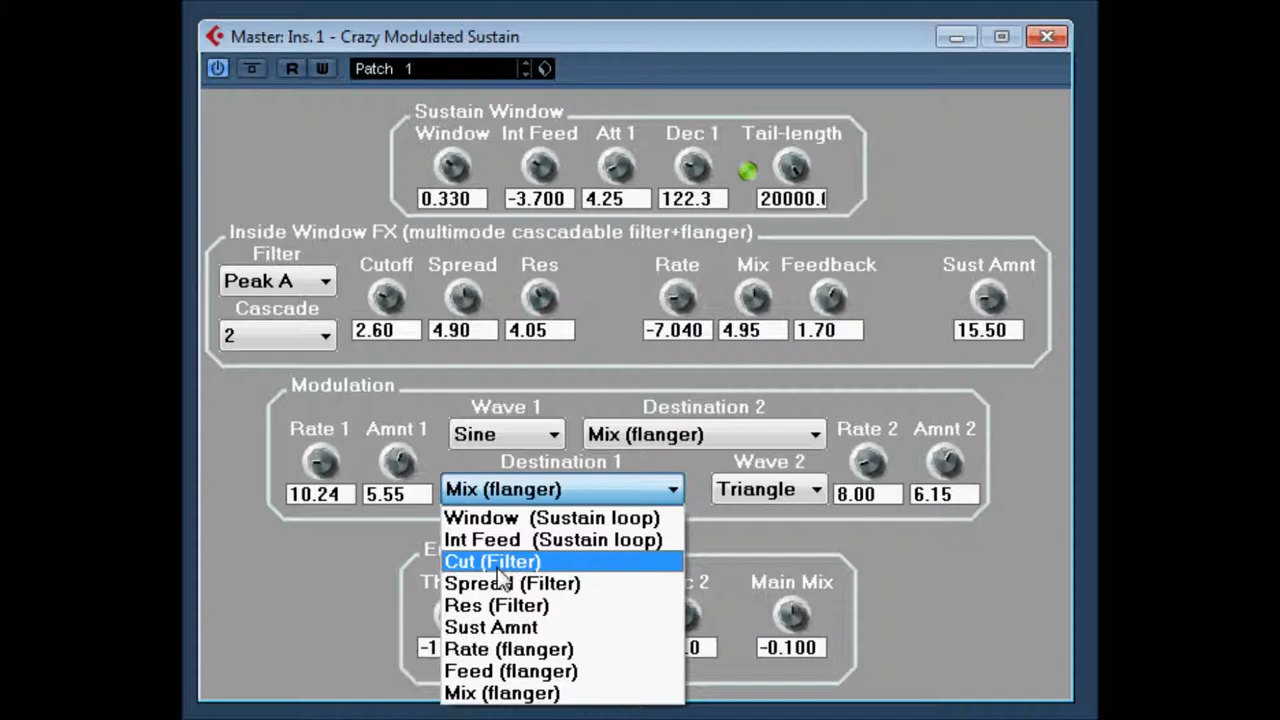 Master: Ins. 1 - Crazy Modulated Sustain
R W Patch 1
Sustain Window
Window Int Feed Att 1 Dec 1 Tail-length
0.330 -3.700 4.25 122.3 20000.
Inside Window FX (multimode cascadable filter+flanger)
Filter Cutoff Spread Res Rate Mix Feedback Sust Amnt
Peak A
Cascade
2 2.60 4.90 4.05 -7.040 4.95 1.70 15.50
Modulation
Wave 1 Destination 2
Rate 1 Amnt 1 Sine Mix (flanger) Rate 2 Amnt 2
Destination 1 Wave 2
10.24 5.55 Mix (flanger) Triangle 8.00 6.15
Window (Sustain loop)
Int Feed (Sustain loop)
Cut (Filter)
Spread (Filter)
Main Mix
Res (Filter)
Sust Amnt
Rate (flanger)
-0.100
Feed (flanger)
Mix (flanger)